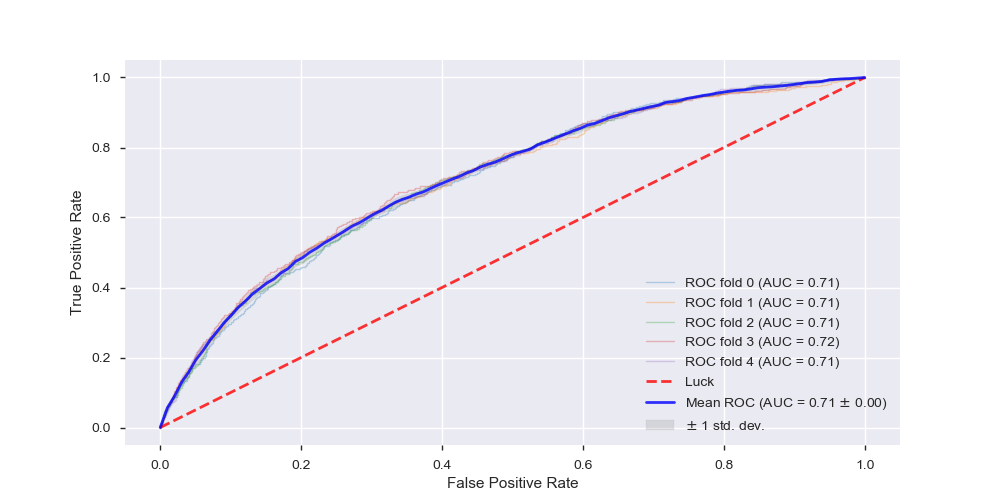 1.0
0.8
0.6
0.4
0.2
0.0
True Positive Rate
ROC fold 0 (AUC = 0.71)
ROC fold 1 (AUC = 0.71)
ROC fold 2 (AUC = 0.71)
ROC fold 3 (AUC = 0.72)
ROC fold 4 (AUC = 0.71)
Luck
Mean ROC (AUC = 0.71 ± 0.00)
± 1 std. dev.
0.0 0.2 0.4 0.6 0.8 1.0
False Positive Rate